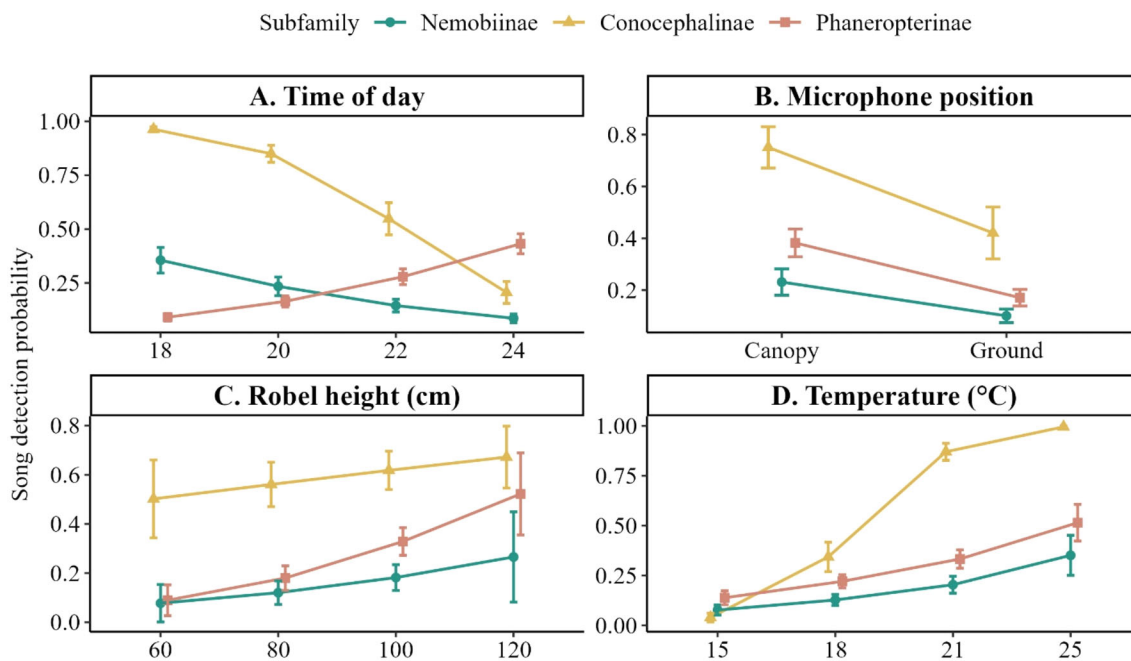 Subfamily Nemobiinae Conocephalinae Phaneropterinae
A. Time of day
B. Microphone position
Song detection probability
1.00
0.75
0.50
0.25
18 20 22 24
0.8
0.6
0.4
0.2
Canopy Ground
C. Robel height (cm)
D. Temperature (°C)
Song detection probability
0.8
0.6
0.4
0.2
0.0
60 80 100 120
1.00
0.75
0.50
0.25
0.00
15 18 21 25